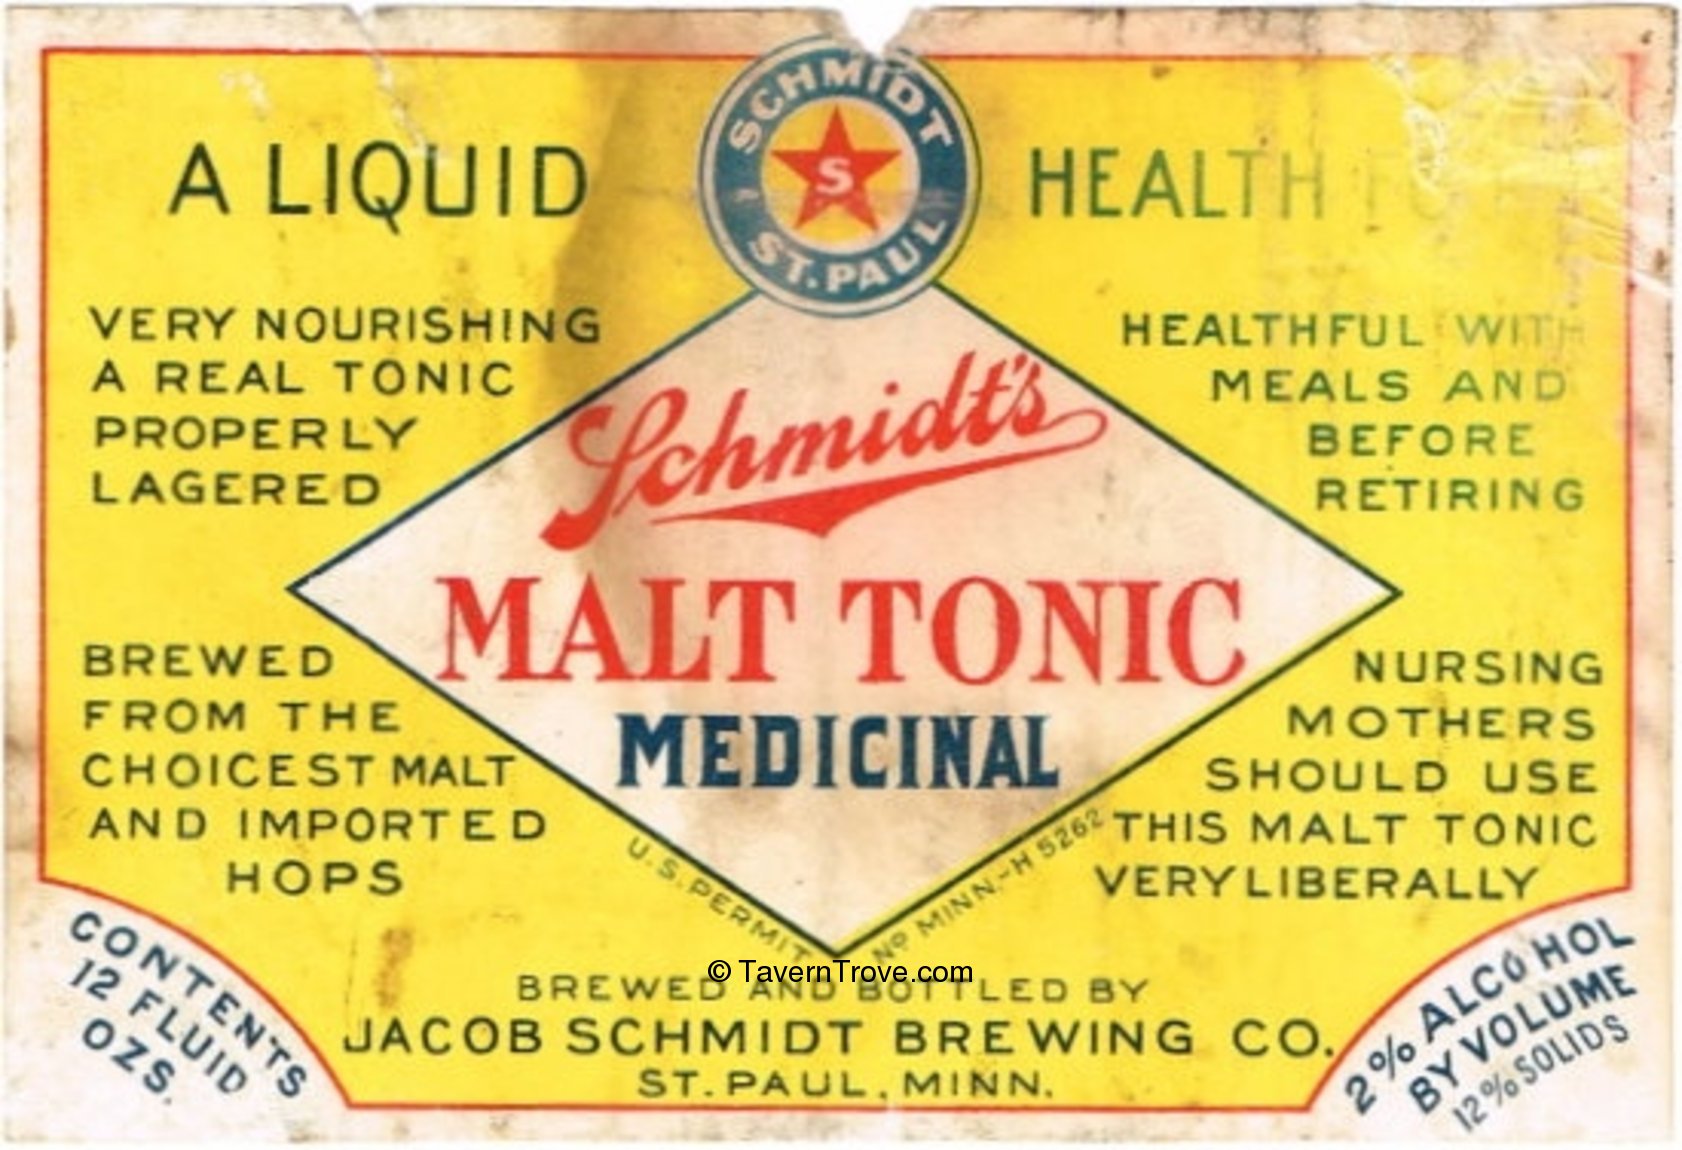 SCHMIDT
S
ST. PAUL
A LIQUID HEALTH
VERY NOURISHING
A REAL TONIC
PROPERLY
LAGERED
HEALTHFUL WITH
MEALS AND
BEFORE
RETIRING
Schmidt's
MALT TONIC
MEDICINAL
BREWED
FROM THE
CHOICEST MALT
AND IMPORTED
HOPS
NURSING
MOTHERS
SHOULD USE
THIS MALT TONIC
VERY LIBERALLY
U.S. PERMIT No MINN.-H 5262
© TavernTrove.com
BREWED AND BOTTLED BY
JACOB SCHMIDT BREWING CO.
ST. PAUL, MINN.
CONTENTS
12 FLUID
OZS.
2% ALCOHOL
BY VOLUME
12% SOLIDS